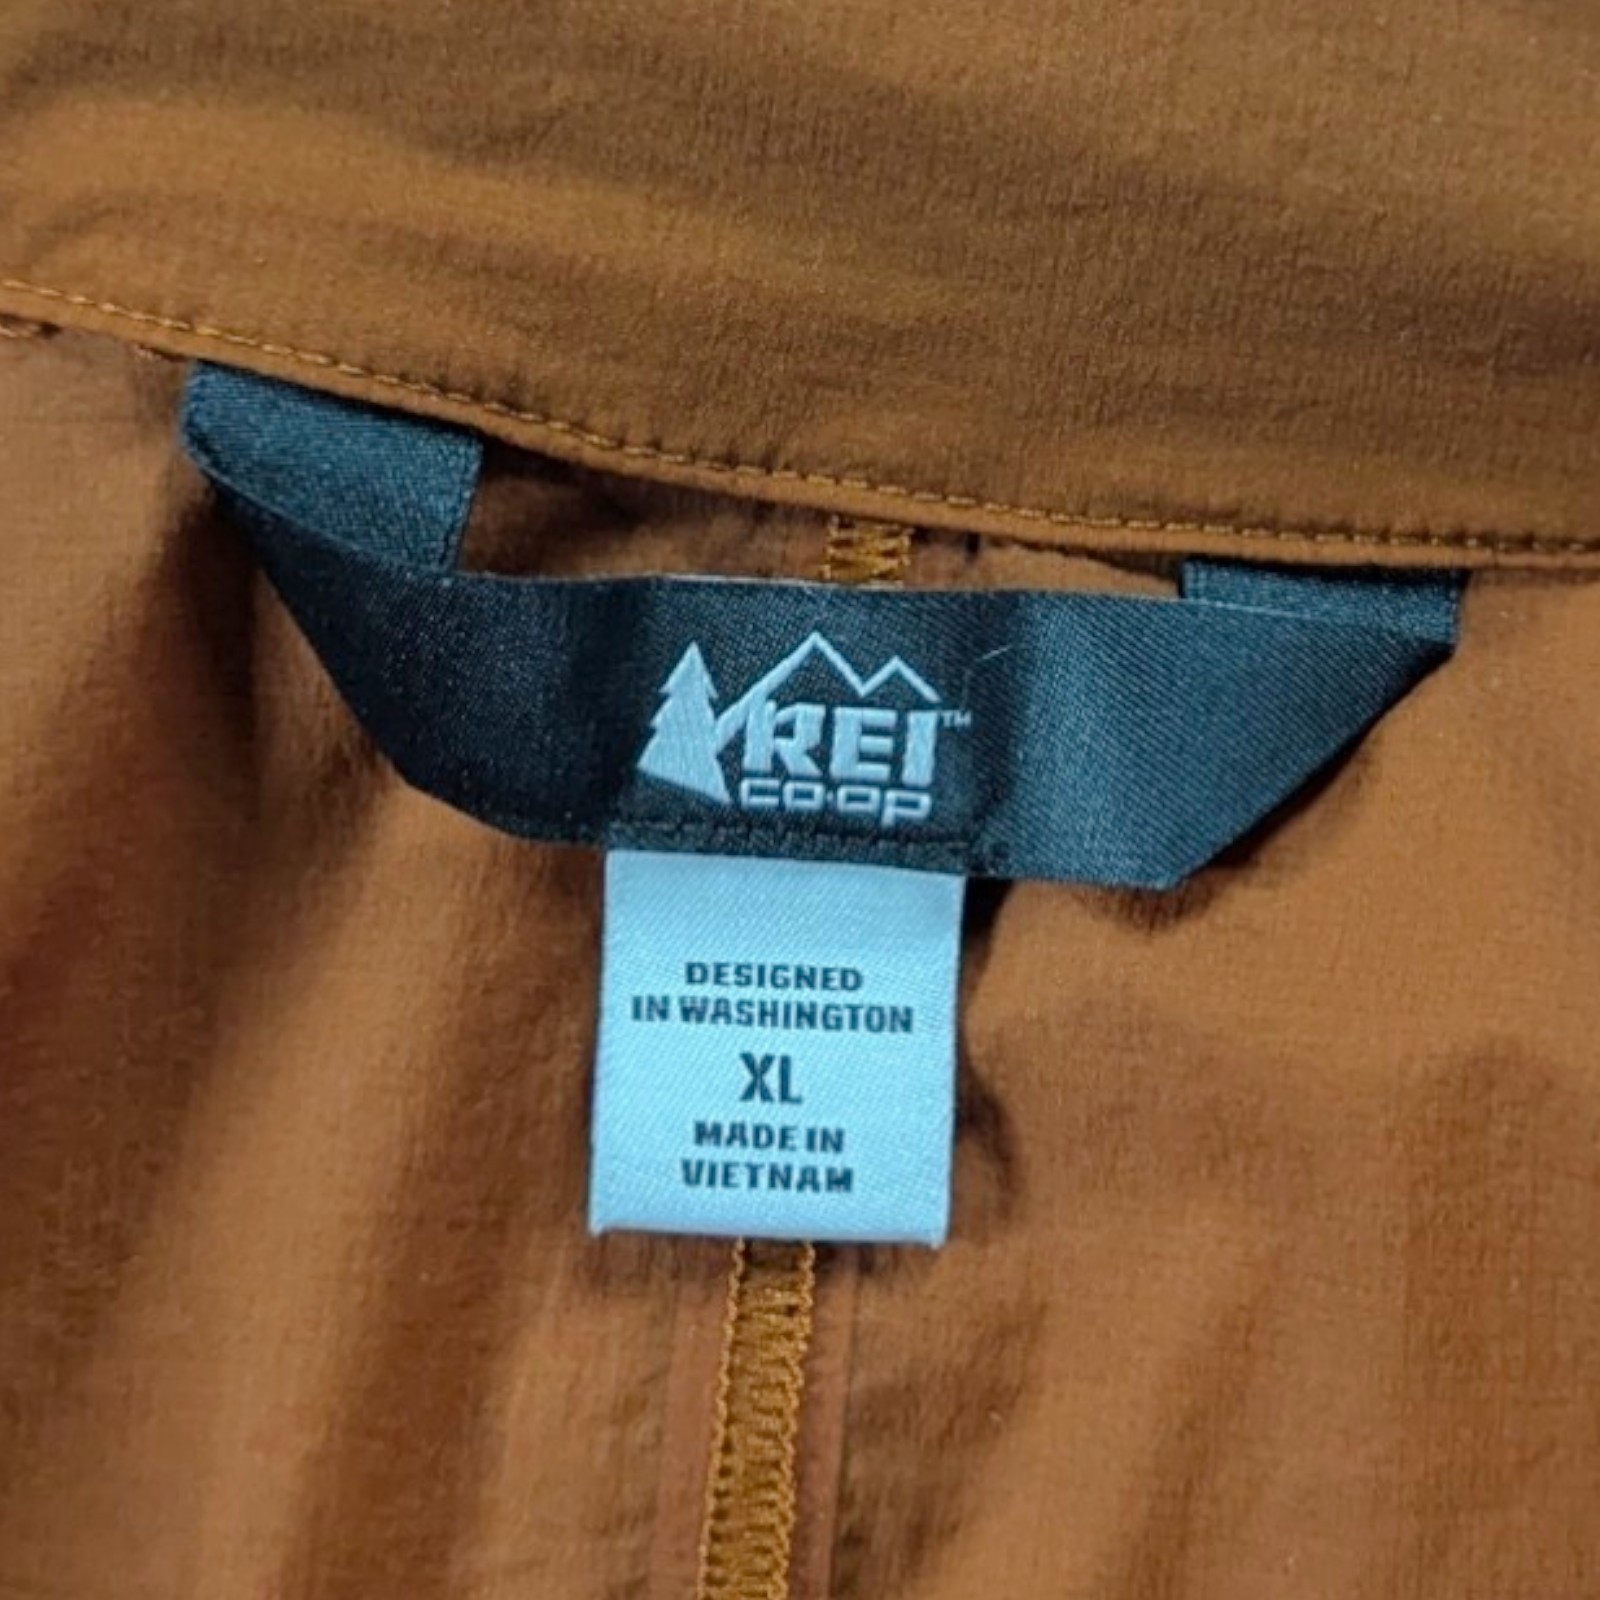 REI™
CO·OP
DESIGNED
IN WASHINGTON
XL
MADE IN
VIETNAM